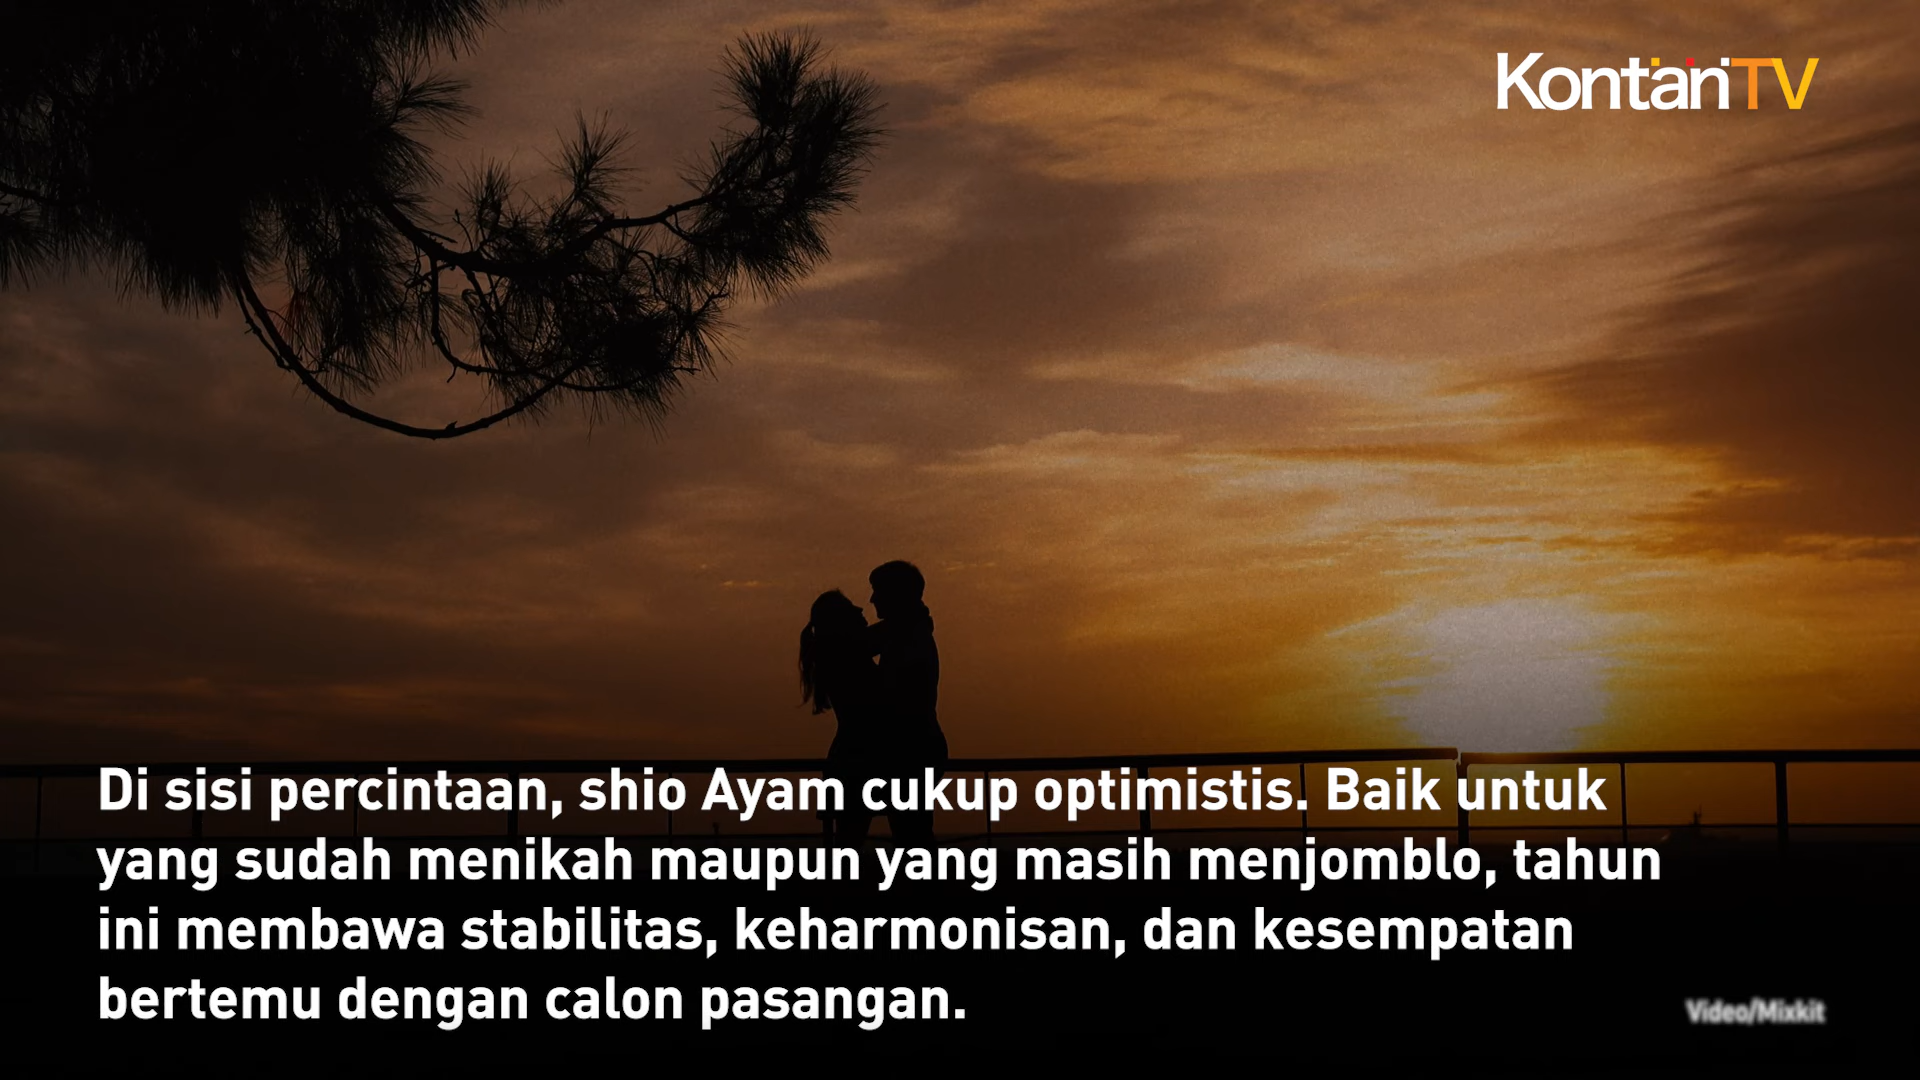 KontanTV
Di sisi percintaan, shio Ayam cukup optimistis. Baik untuk
yang sudah menikah maupun yang masih menjomblo, tahun
ini membawa stabilitas, keharmonisan, dan kesempatan
bertemu dengan calon pasangan.
Video/Mixkit